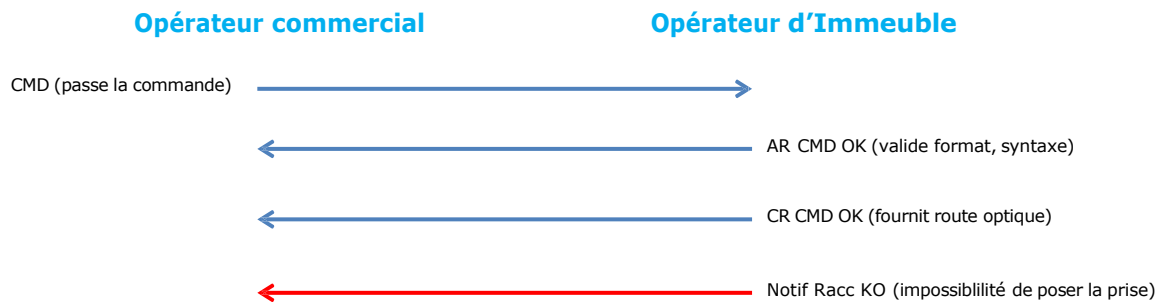 Opérateur commercial
Opérateur d'Immeuble
CMD (passe la commande)
AR CMD OK (valide format, syntaxe)
CR CMD OK (fournit route optique)
Notif Racc KO (impossiblilité de poser la prise)